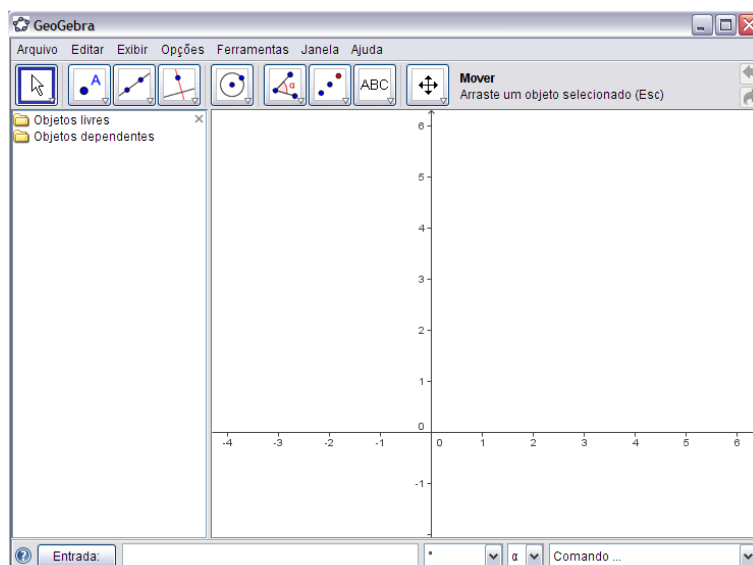 GeoGebra
Arquivo Editar Exibir Opções Ferramentas Janela Ajuda
A
α
ABC
Mover
Arraste um objeto selecionado (Esc)
Objetos livres
Objetos dependentes
6
5
4
3
2
1
0
-4 -3 -2 -1 0 1 2 3 4 5 6
-1
Entrada: ° α Comando ...